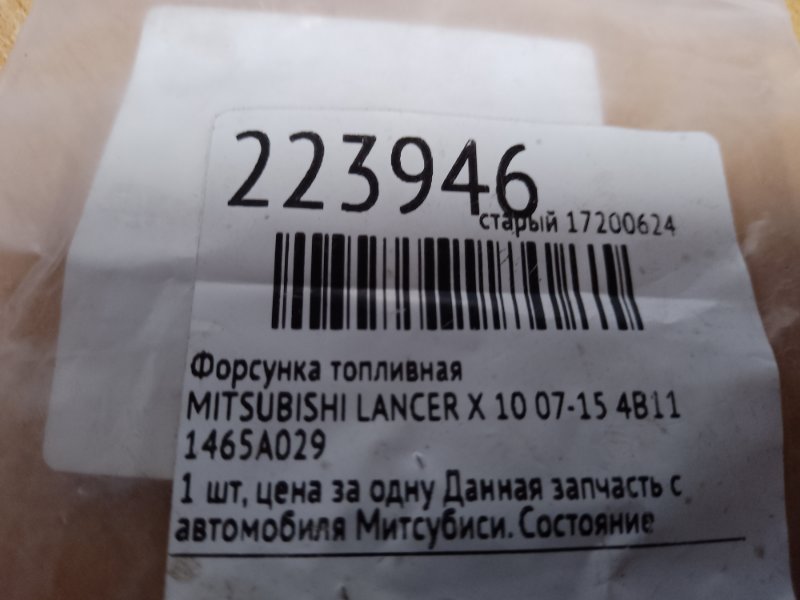 223946
старый 17200624
Форсунка топливная
MITSUBISHI LANCER X 10 07-15 4B11
1465A029
1 шт, цена за одну Данная запчасть с
автомобиля Митсубиси. Состояние